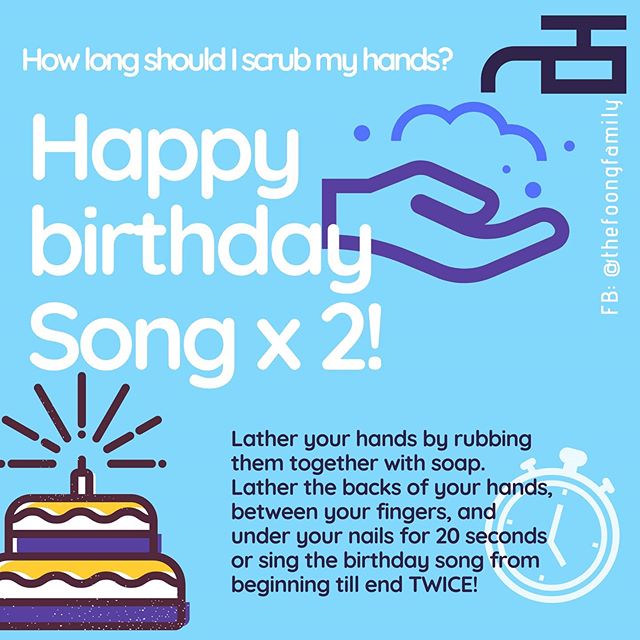 How long should I scrub my hands?
Happy
birthday
Song x 2!
FB: @thefoongfamily
Lather your hands by rubbing
them together with soap.
Lather the backs of your hands,
between your fingers, and
under your nails for 20 seconds
or sing the birthday song from
beginning till end TWICE!